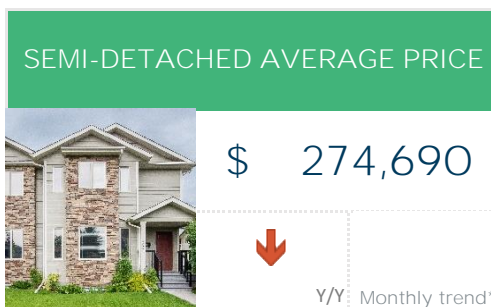 SEMI-DETACHED AVERAGE PRICE
$ 274,690
Y/Y Monthly trend*